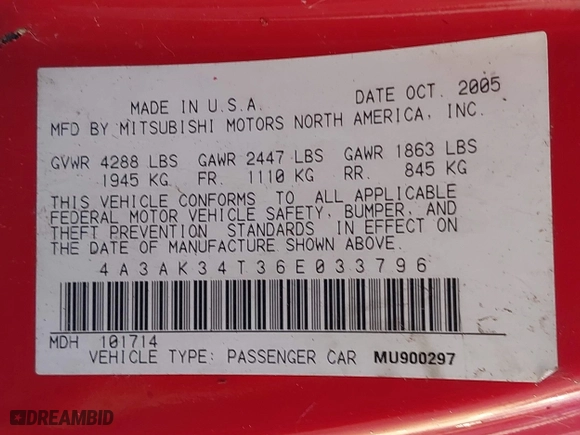 MADE IN U.S.A. DATE OCT. 2005
MFD BY MITSUBISHI MOTORS NORTH AMERICA, INC.
GVWR 4288 LBS GAWR 2447 LBS GAWR 1863 LBS
1945 KG FR. 1110 KG RR. 845 KG
THIS VEHICLE CONFORMS TO ALL APPLICABLE
FEDERAL MOTOR VEHICLE SAFETY, BUMPER, AND
THEFT PREVENTION STANDARDS IN EFFECT ON
THE DATE OF MANUFACTURE SHOWN ABOVE.
4A3AK34T36E033796
MDH 101714
VEHICLE TYPE: PASSENGER CAR MU900297
DREAMBID